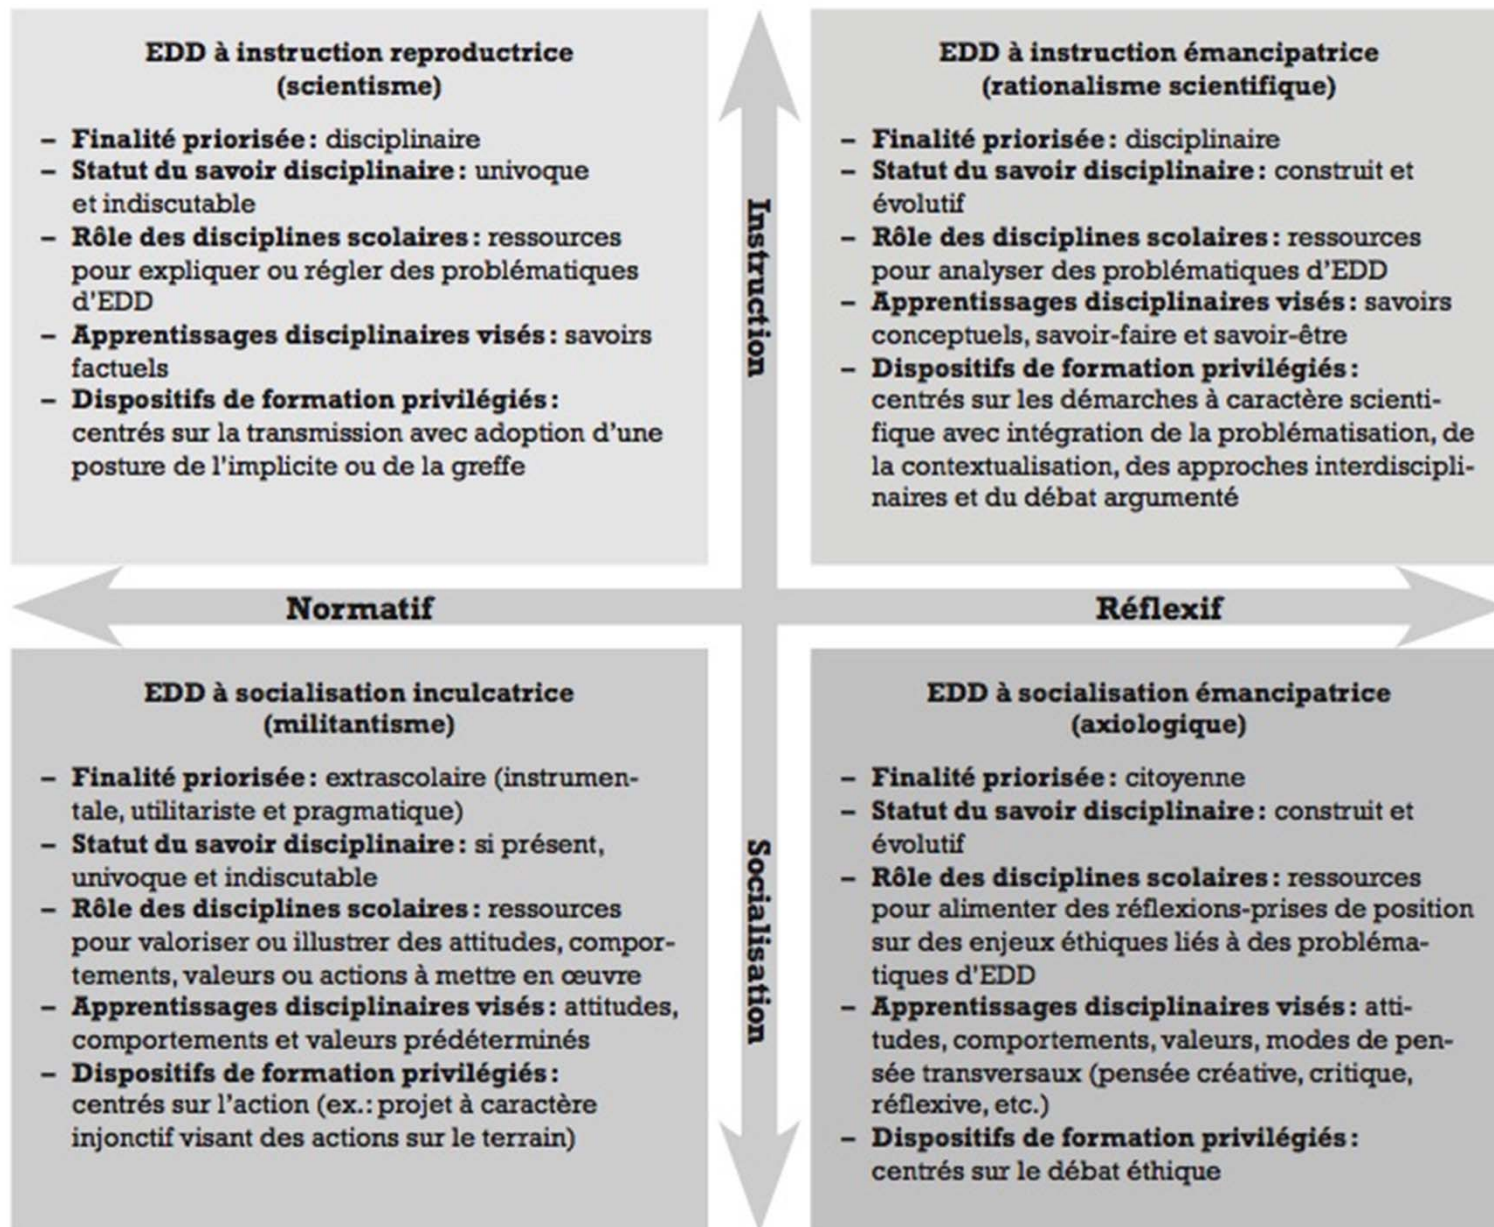 EDD à instruction reproductrice
(scientisme)
– Finalité priorisée : disciplinaire
– Statut du savoir disciplinaire : univoque
et indiscutable
– Rôle des disciplines scolaires : ressources
pour expliquer ou régler des problématiques
d’EDD
– Apprentissages disciplinaires visés : savoirs
factuels
– Dispositifs de formation privilégiés :
centrés sur la transmission avec adoption d’une
posture de l’implicite ou de la greffe
Instruction
EDD à instruction émancipatrice
(rationalisme scientifique)
– Finalité priorisée : disciplinaire
– Statut du savoir disciplinaire : construit et
évolutif
– Rôle des disciplines scolaires : ressources
pour analyser des problématiques d’EDD
– Apprentissages disciplinaires visés : savoirs
conceptuels, savoir-faire et savoir-être
– Dispositifs de formation privilégiés :
centrés sur les démarches à caractère scienti-
fique avec intégration de la problématisation, de
la contextualisation, des approches interdiscipli-
naires et du débat argumenté
Normatif
Réflexif
EDD à socialisation inculcatrice
(militantisme)
– Finalité priorisée : extrascolaire (instrumen-
tale, utilitariste et pragmatique)
– Statut du savoir disciplinaire : si présent,
univoque et indiscutable
– Rôle des disciplines scolaires : ressources
pour valoriser ou illustrer des attitudes, compor-
tements, valeurs ou actions à mettre en œuvre
– Apprentissages disciplinaires visés : attitudes,
comportements et valeurs prédéterminés
– Dispositifs de formation privilégiés :
centrés sur l’action (ex.: projet à caractère
injonctif visant des actions sur le terrain)
Socialisation
EDD à socialisation émancipatrice
(axiologique)
– Finalité priorisée : citoyenne
– Statut du savoir disciplinaire : construit et
évolutif
– Rôle des disciplines scolaires : ressources
pour alimenter des réflexions-prises de position
sur des enjeux éthiques liés à des probléma-
tiques d’EDD
– Apprentissages disciplinaires visés : atti-
tudes, comportements, valeurs, modes de pen-
sée transversaux (pensée créative, critique,
réflexive, etc.)
– Dispositifs de formation privilégiés :
centrés sur le débat éthique